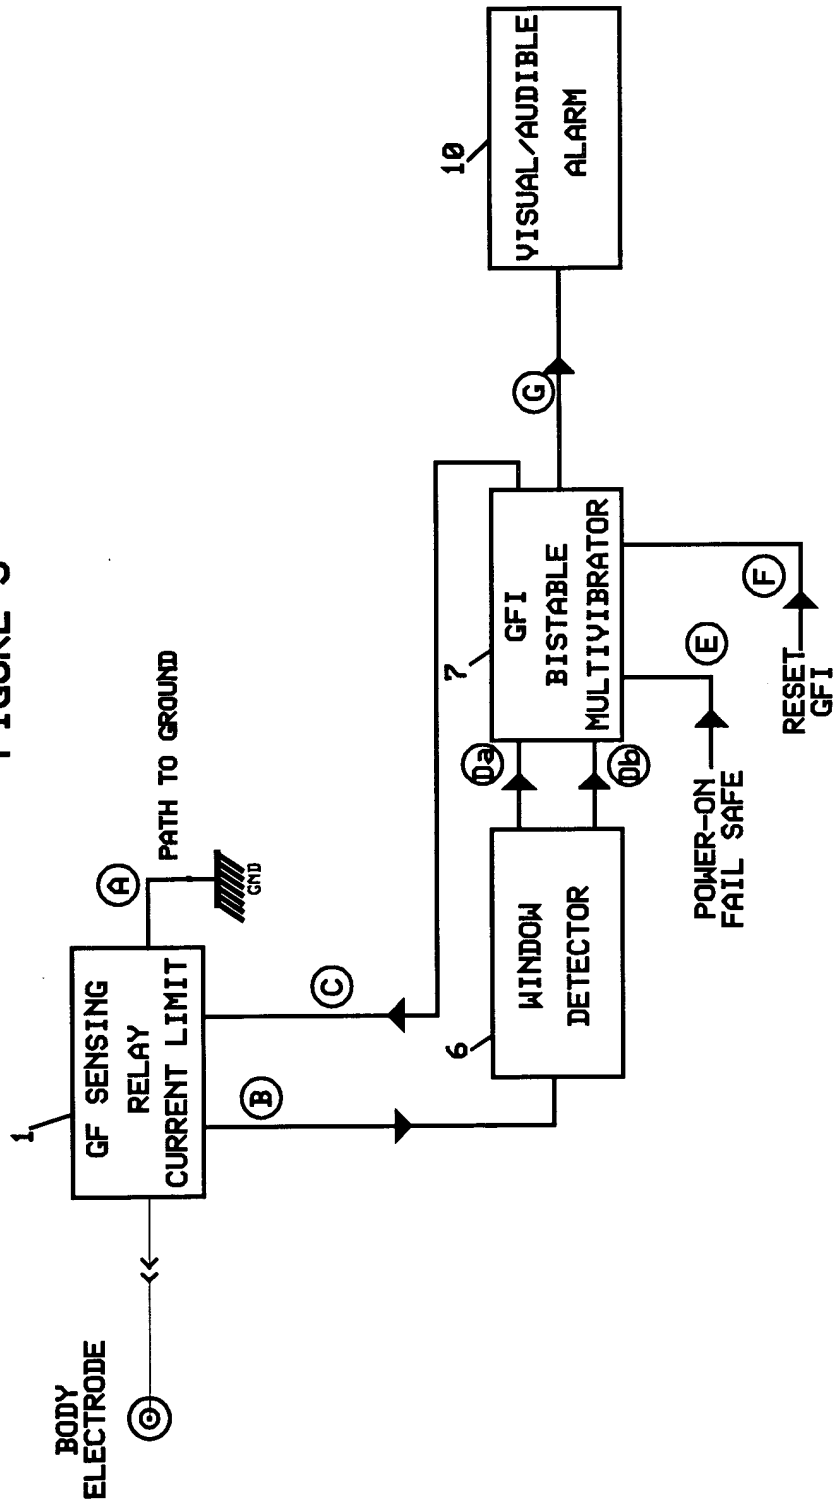 FIGURE
BODY
ELECTRODE
1
GF SENSING
RELAY
CURRENT LIMIT
A
PATH TO GROUND
GND
B
C
6
WINDOW
DETECTOR
Da
Db
7
GFI
BISTABLE
MULTIVIBRATOR
G
10
VISUAL/AUDIBLE
ALARM
E
POWER-ON
FAIL SAFE
F
RESET
GFI